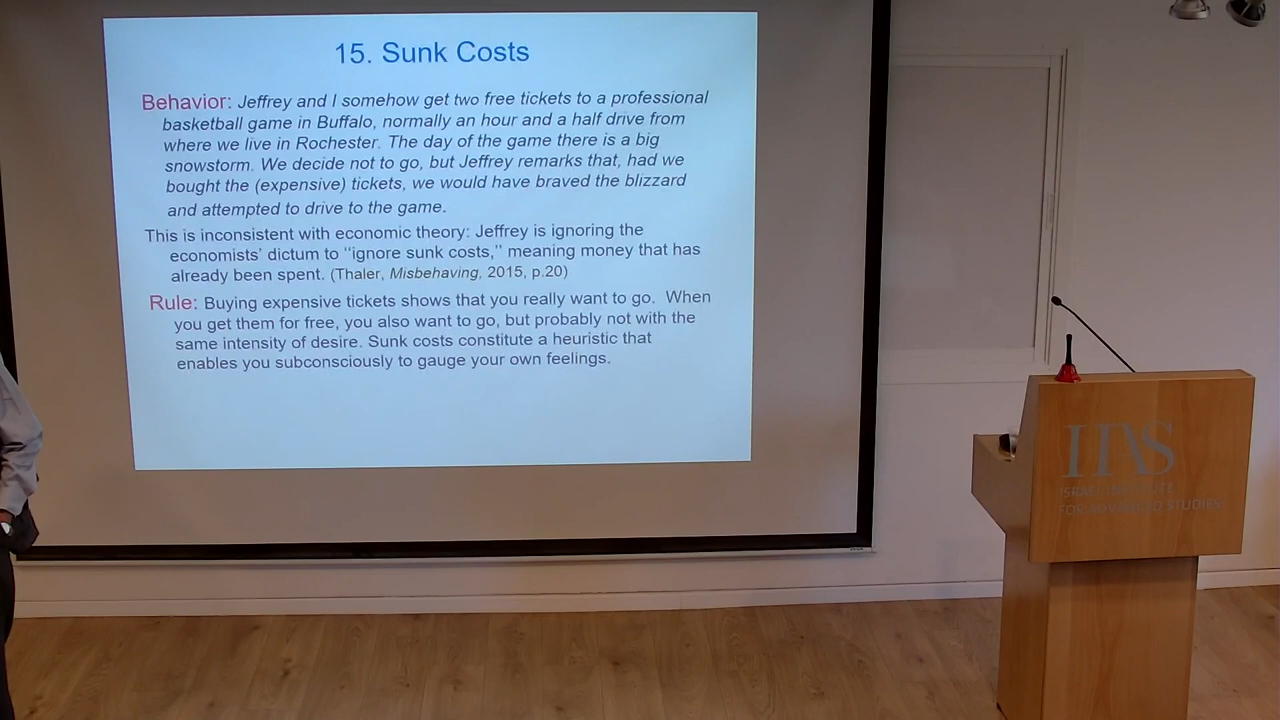 15. Sunk Costs
Behavior: Jeffrey and I somehow get two free tickets to a professional
basketball game in Buffalo, normally an hour and a half drive from
where we live in Rochester. The day of the game there is a big
snowstorm. We decide not to go, but Jeffrey remarks that, had we
bought the (expensive) tickets, we would have braved the blizzard
and attempted to drive to the game.
This is inconsistent with economic theory: Jeffrey is ignoring the
economists' dictum to "ignore sunk costs," meaning money that has
already been spent. (Thaler, Misbehaving, 2015, p.20)
Rule: Buying expensive tickets shows that you really want to go. When
you get them for free, you also want to go, but probably not with the
same intensity of desire. Sunk costs constitute a heuristic that
enables you subconsciously to gauge your own feelings.
IIAS
ISRAEL INSTITUTE
FOR ADVANCED STUDIES